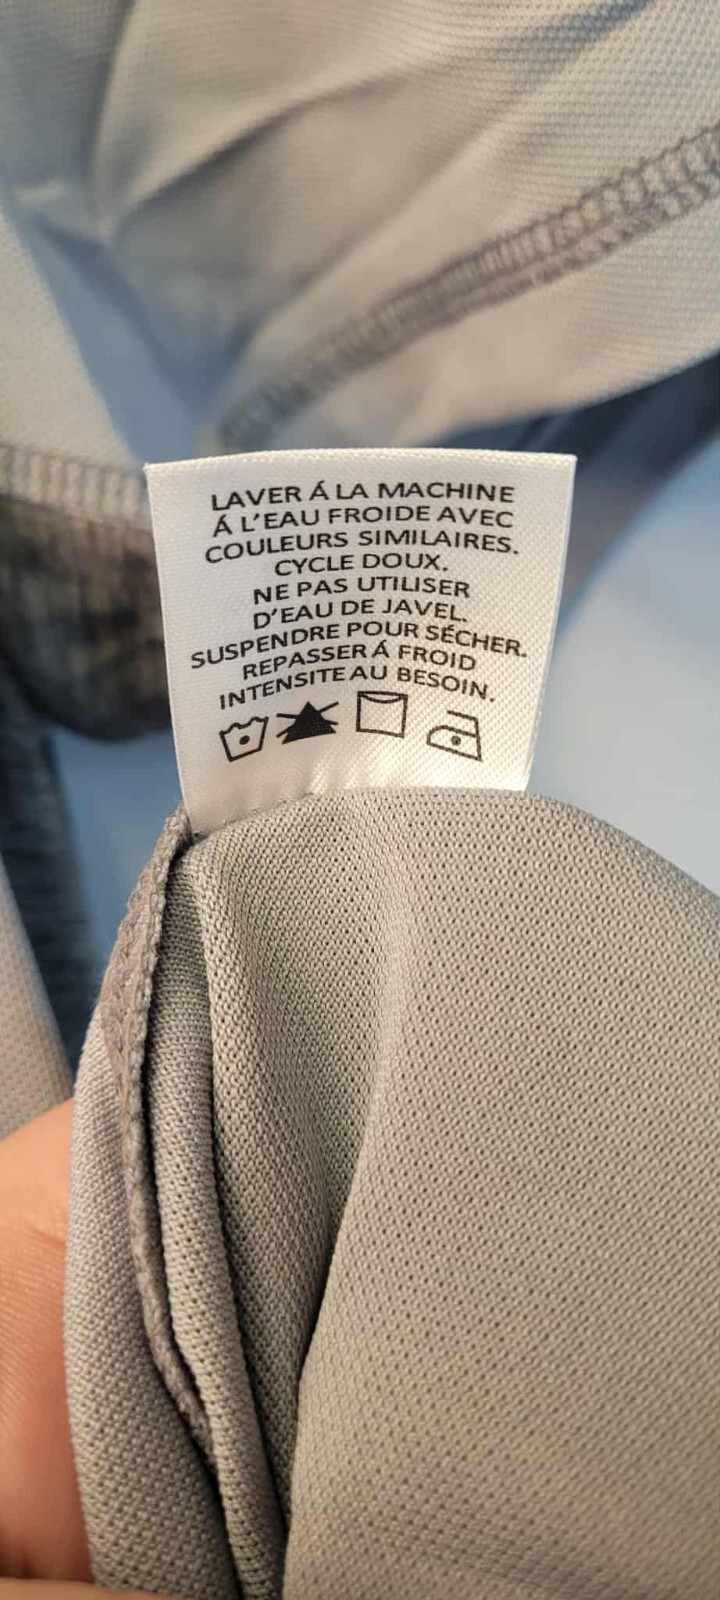 LAVER Á LA MACHINE
Á L'EAU FROIDE AVEC
COULEURS SIMILAIRES.
CYCLE DOUX.
NE PAS UTILISER
D'EAU DE JAVEL.
SUSPENDRE POUR SÉCHER.
REPASSER Á FROID
INTENSITE AU BESOIN.